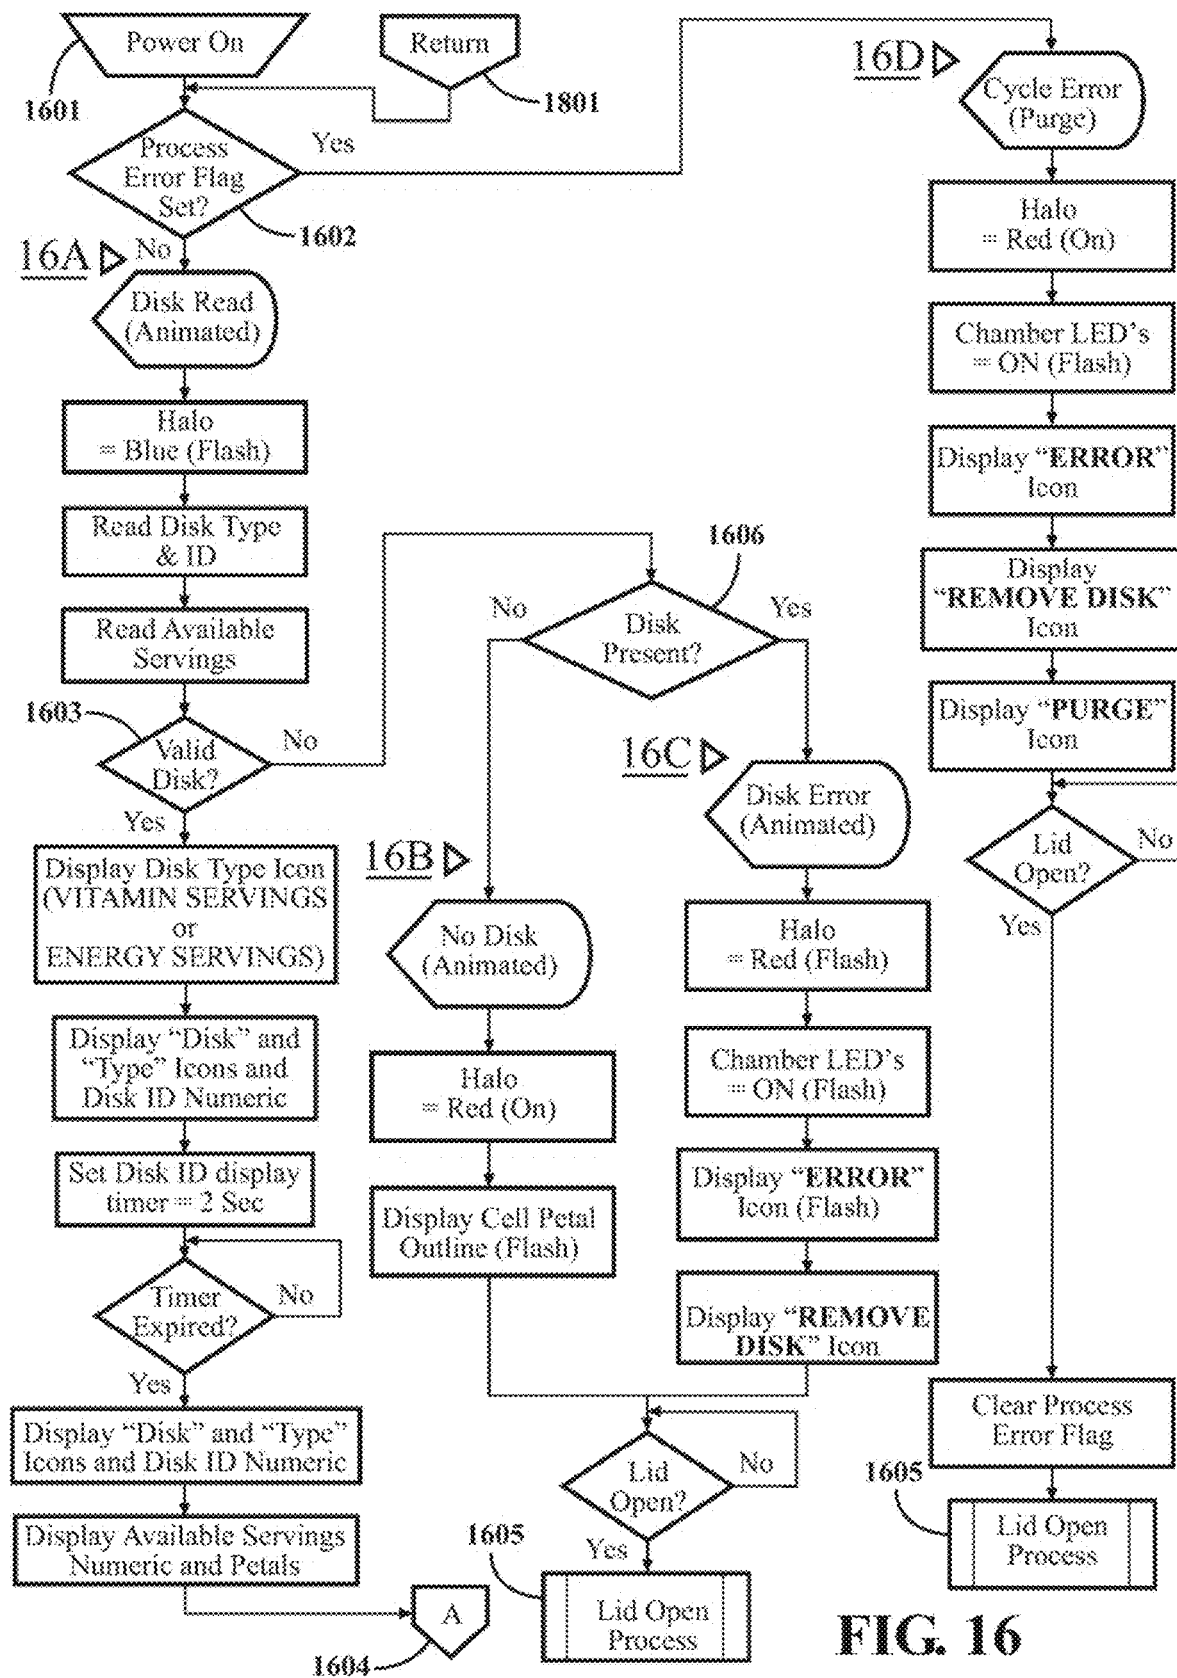 Power On
1601
Return
1801
Process
Error Flag
Set?
Yes
1602
No
16A
Disk Read
(Animated)
Halo
= Blue (Flash)
Read Disk Type
& ID
Read Available
Servings
1603
Valid
Disk?
No
Yes
Display Disk Type Icon
(VITAMIN SERVINGS
or
ENERGY SERVINGS)
Display “Disk” and
“Type” Icons and
Disk ID Numeric
Set Disk ID display
timer = 2 Sec
Timer
Expired?
No
Yes
Display “Disk” and “Type”
Icons and Disk ID Numeric
Display Available Servings
Numeric and Petals
A
1604
1606
Disk
Present?
No
Yes
16B
No Disk
(Animated)
Halo
= Red (On)
Display Cell Petal
Outline (Flash)
16C
Disk Error
(Animated)
Halo
= Red (Flash)
Chamber LED's
= ON (Flash)
Display “ERROR”
Icon (Flash)
Display “REMOVE
DISK” Icon
Lid
Open?
No
Yes
1605
Lid Open
Process
16D
Cycle Error
(Purge)
Halo
= Red (On)
Chamber LED's
= ON (Flash)
Display “ERROR”
Icon
Display
“REMOVE DISK”
Icon
Display “PURGE”
Icon
Lid
Open?
No
Yes
Clear Process
Error Flag
1605
Lid Open
Process
FIG. 16